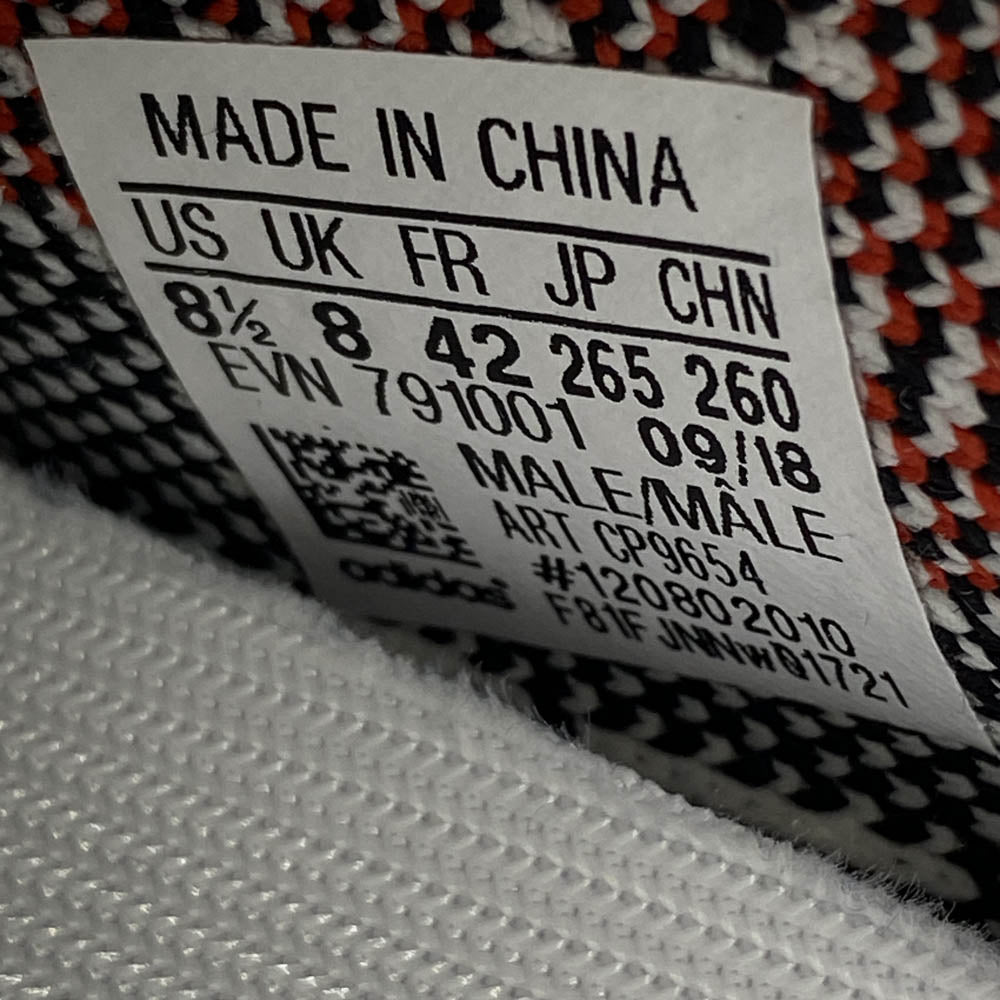 MADE IN CHINA
US UK FR JP CHN
8½ 8 42 265 260
EVN 791001 09/18
MALE/MÂLE
ART CP9654
#120802010
F81F JNNwQ1721
adidas